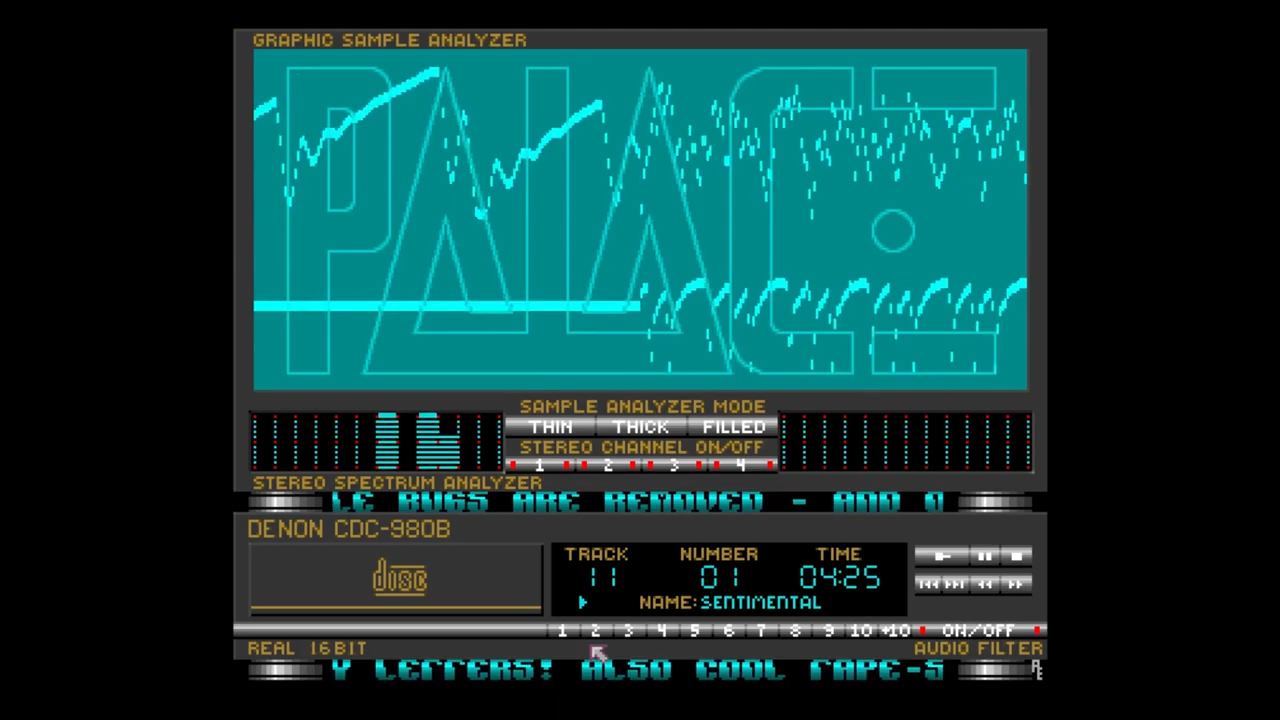 GRAPHIC SAMPLE ANALYZER
PALACE
SAMPLE ANALYZER MODE
THIN THICK FILLED
STEREO CHANNEL ON/OFF
1 2 3 4
STEREO SPECTRUM ANALYZER
LE BUGS ARE REMOVED - AND
DENON CDC-980B
disc
TRACK NUMBER TIME
11 01 04:25
NAME:SENTIMENTAL
1 2 3 4 5 6 7 8 9 10 +10 ON/OFF
REAL 16BIT
AUDIO FILTER
Y LETTERS! ALSO COOL TAPE-S